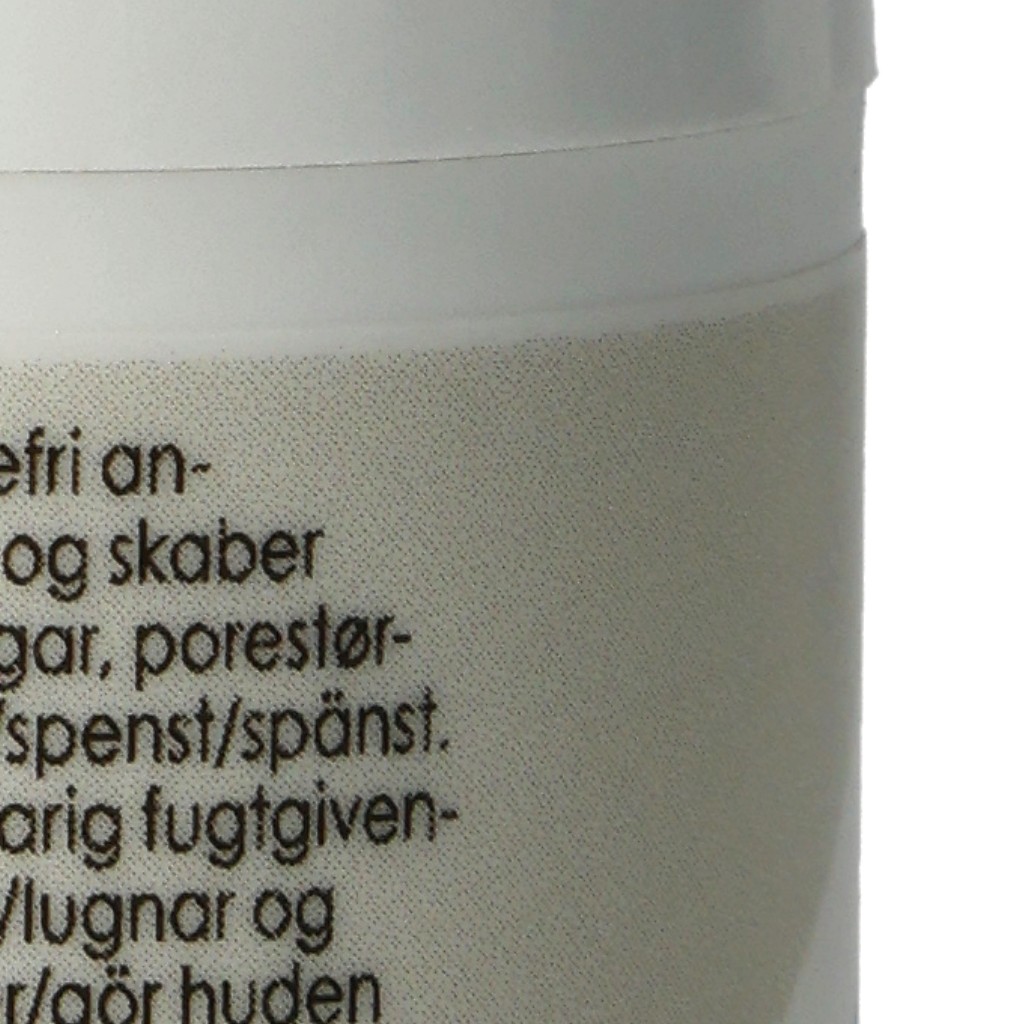 efri an-
og skaber
gar, porestør-
/spenst/spänst.
arig fugtgiven-
/lugnar og
r/gör huden